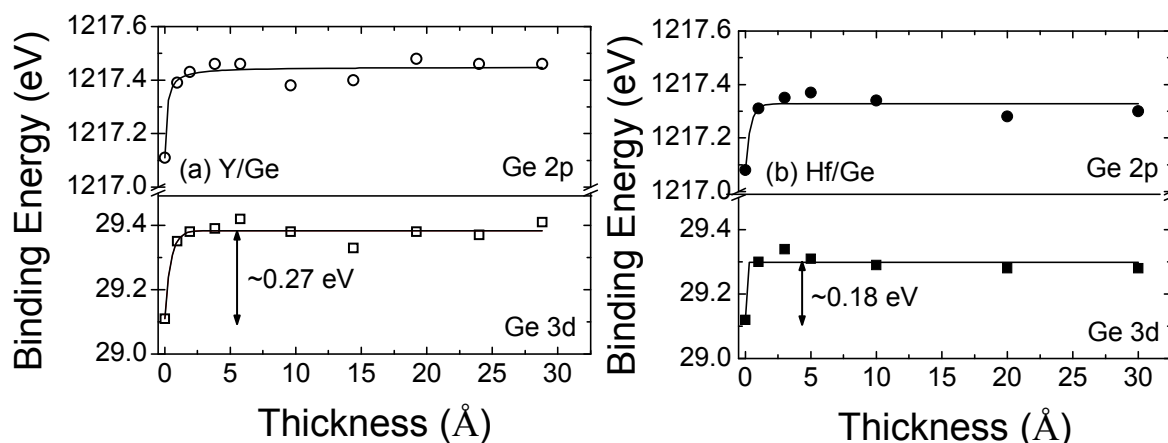 Binding Energy (eV)
1217.6
1217.4
1217.2
1217.0
29.4
29.2
29.0
(a) Y/Ge
Ge 2p
~0.27 eV
Ge 3d
0 5 10 15 20 25 30
Thickness (Å)
Binding Energy (eV)
1217.6
1217.4
1217.2
1217.0
29.4
29.2
29.0
(b) Hf/Ge
Ge 2p
~0.18 eV
Ge 3d
0 5 10 15 20 25 30
Thickness (Å)